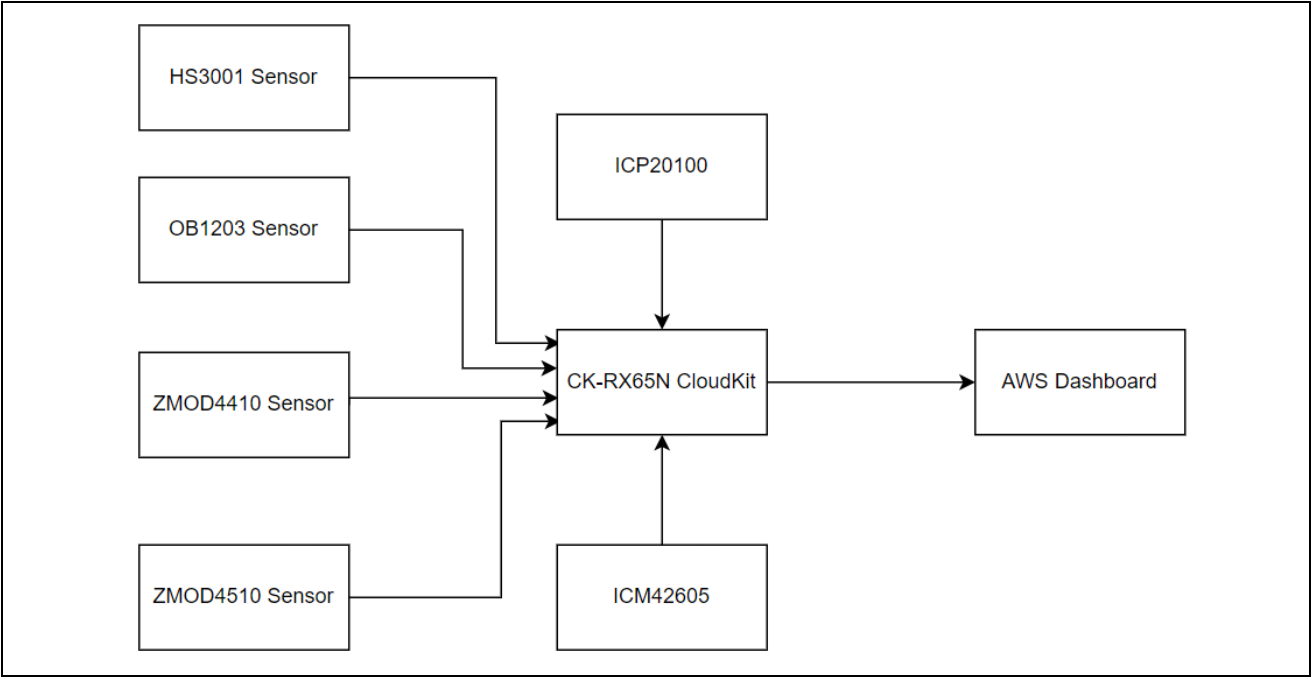 HS3001 Sensor
ICP20100
OB1203 Sensor
CK-RX65N CloudKit
AWS Dashboard
ZMOD4410 Sensor
ZMOD4510 Sensor
ICM42605